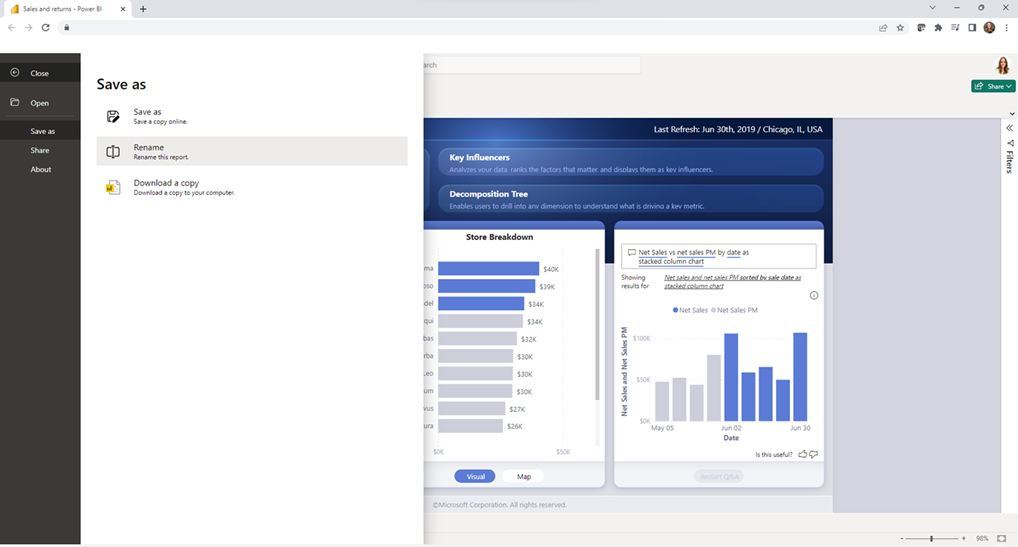 Sales and returns - Power BI
Close
Open
Save as
Share
About
Save as
Save as
Save a copy online.
Rename
Rename this report.
Download a copy
Download a copy to your computer.
arch
Share
Last Refresh: Jun 30th, 2019 / Chicago, IL, USA
Key Influencers
Analyzes your data, ranks the factors that matter, and displays them as key influencers.
Decomposition Tree
Enables users to drill into any dimension to understand what is driving a key metric.
Filters
Store Breakdown
ma $40K
oso $39K
del $34K
qui $34K
bas $32K
rba $30K
Leo $30K
um $30K
vus $27K
ura $26K
$0K $50K
Visual Map
Net Sales vs net sales PM by date as
stacked column chart
Showing
results for
Net sales and net sales PM sorted by sale date as
stacked column chart
Net Sales Net Sales PM
Net Sales and Net Sales PM
$100K
$50K
$0K
May 05 Jun 02 Jun 30
Date
Is this useful?
Restart Q&A
©Microsoft Corporation. All rights reserved.
- + 98%